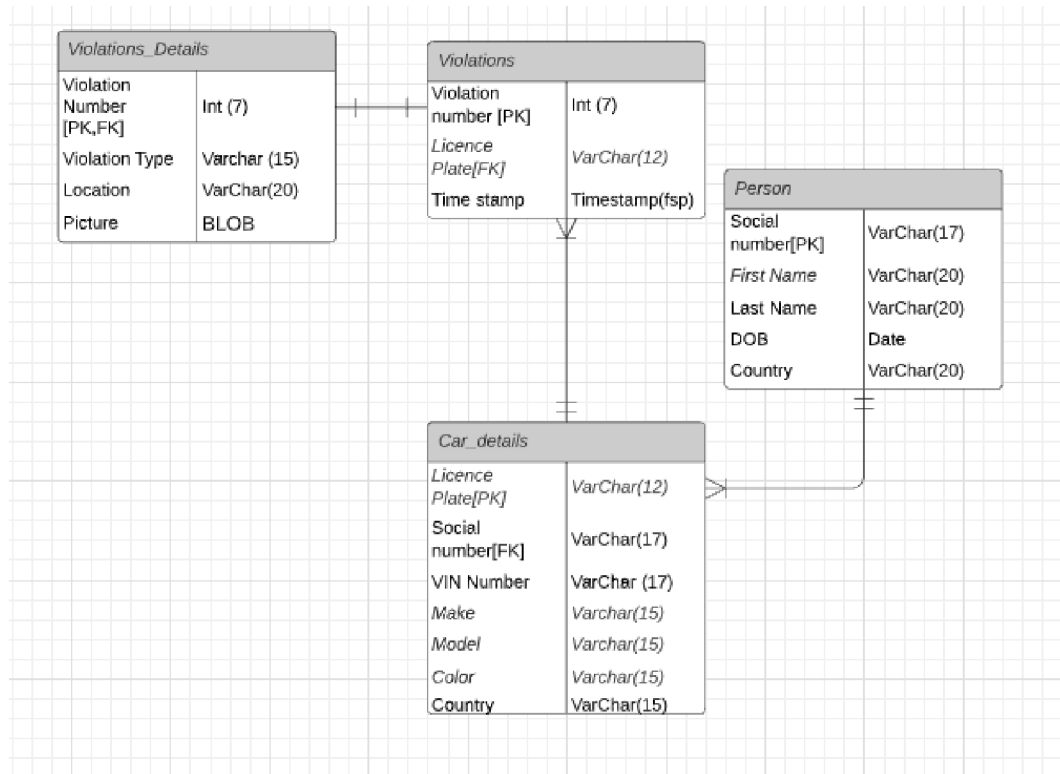 Violations_Details
Violation
Number
[PK,FK]
Int (7)
Violation Type
Varchar (15)
Location
VarChar(20)
Picture
BLOB
Violations
Violation
number [PK]
Int (7)
Licence
Plate[FK]
VarChar(12)
Time stamp
Timestamp(fsp)
Person
Social
number[PK]
VarChar(17)
First Name
VarChar(20)
Last Name
VarChar(20)
DOB
Date
Country
VarChar(20)
Car_details
Licence
Plate[PK]
VarChar(12)
Social
number[FK]
VarChar(17)
VIN Number
VarChar (17)
Make
Varchar(15)
Model
Varchar(15)
Color
Varchar(15)
Country
VarChar(15)